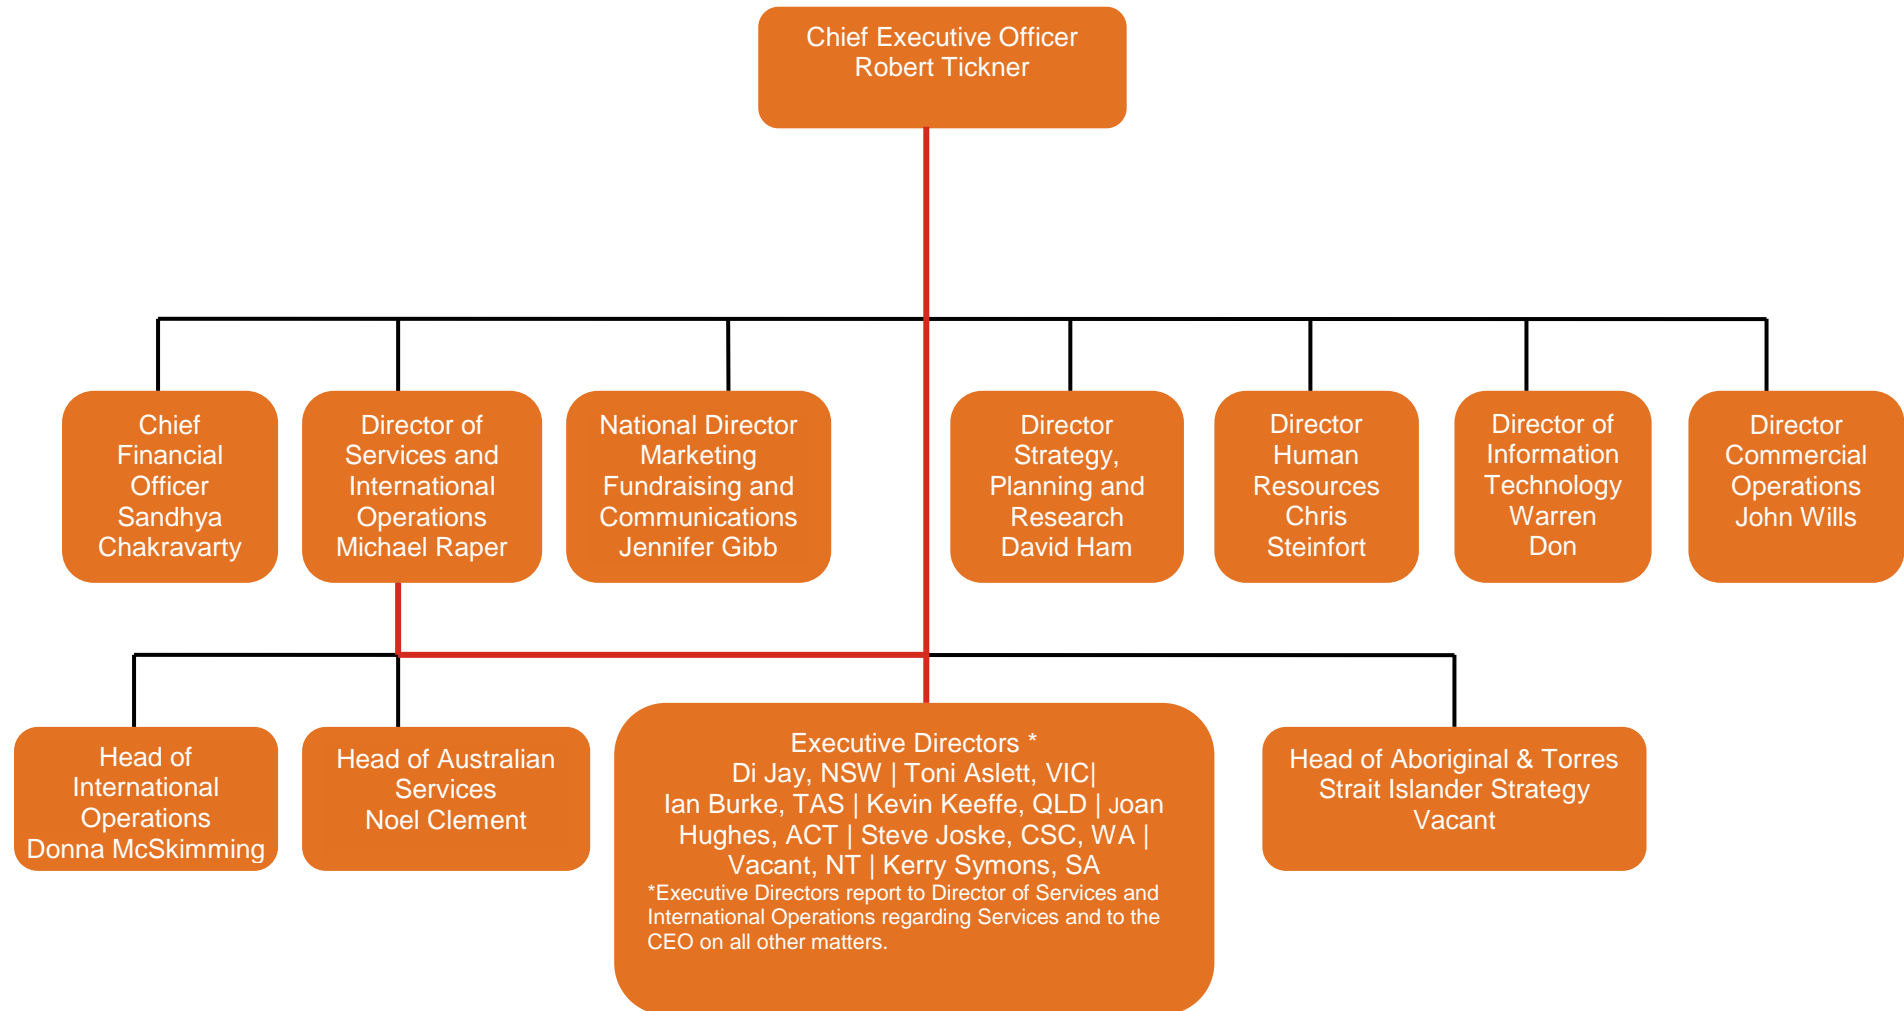 Chief Executive Officer
Robert Tickner
Chief
Financial
Officer
Sandhya
Chakravarty
Director of
Services and
International
Operations
Michael Raper
National Director
Marketing
Fundraising and
Communications
Jennifer Gibb
Director
Strategy,
Planning and
Research
David Ham
Director
Human
Resources
Chris
Steinfort
Director of
Information
Technology
Warren
Don
Director
Commercial
Operations
John Wills
Head of
International
Operations
Donna McSkimming
Head of Australian
Services
Noel Clement
Executive Directors *
Di Jay, NSW | Toni Aslett, VIC|
Ian Burke, TAS | Kevin Keeffe, QLD | Joan
Hughes, ACT | Steve Joske, CSC, WA |
Vacant, NT | Kerry Symons, SA
*Executive Directors report to Director of Services and
International Operations regarding Services and to the
CEO on all other matters.
Head of Aboriginal & Torres
Strait Islander Strategy
Vacant